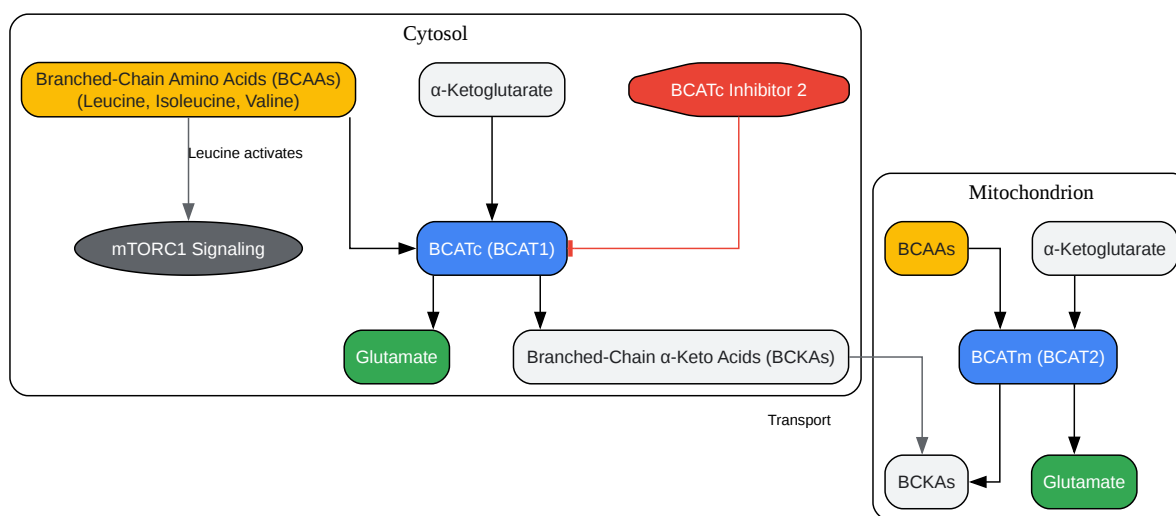 Cytosol
Branched-Chain Amino Acids (BCAAs)
(Leucine, Isoleucine, Valine)
α-Ketoglutarate
BCATc Inhibitor 2
Leucine activates
mTORC1 Signaling
BCATc (BCAT1)
Glutamate
Branched-Chain α-Keto Acids (BCKAs)
Transport
Mitochondrion
BCAAs
α-Ketoglutarate
BCATm (BCAT2)
BCKAs
Glutamate